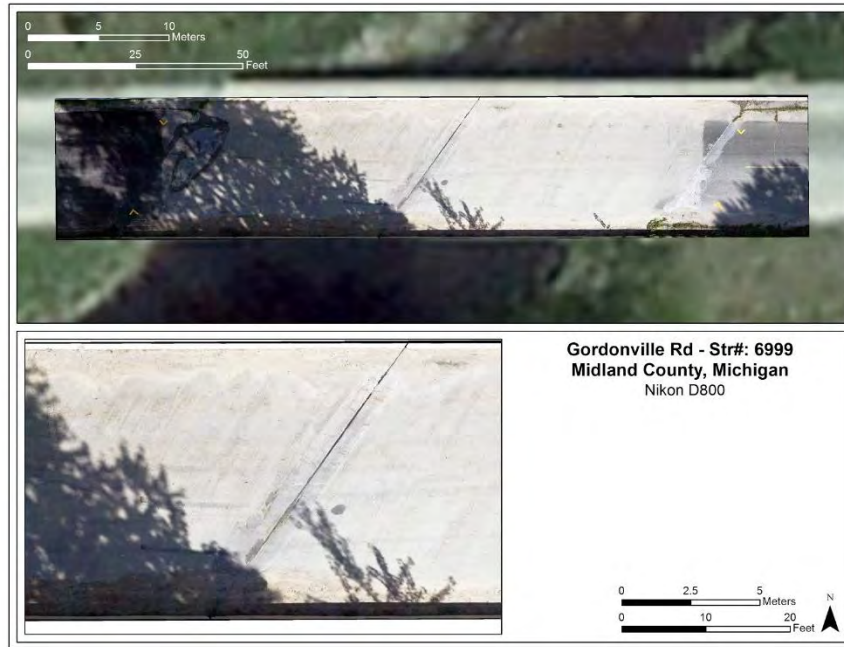 0 5 10
Meters
0 25 50
Feet
Gordonville Rd - Str#: 6999
Midland County, Michigan
Nikon D800
0 2.5 5
Meters
0 10 20
Feet
N